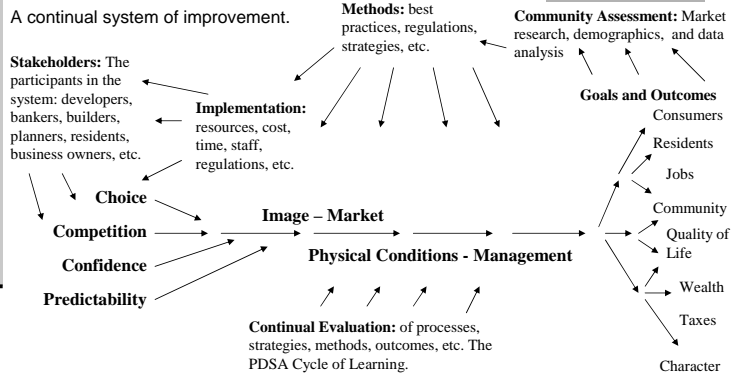 A continual system of improvement.
Methods: best
practices, regulations,
strategies, etc.
Community Assessment: Market
research, demographics, and data
analysis
Stakeholders: The
participants in the
system: developers,
bankers, builders,
planners, residents,
business owners, etc.
Implementation:
resources, cost,
time, staff,
regulations, etc.
Goals and Outcomes
Consumers
Residents
Jobs
Community
Quality of
Life
Wealth
Taxes
Character
Choice
Competition
Confidence
Predictability
Image – Market
Physical Conditions - Management
Continual Evaluation: of processes,
strategies, methods, outcomes, etc. The
PDSA Cycle of Learning.